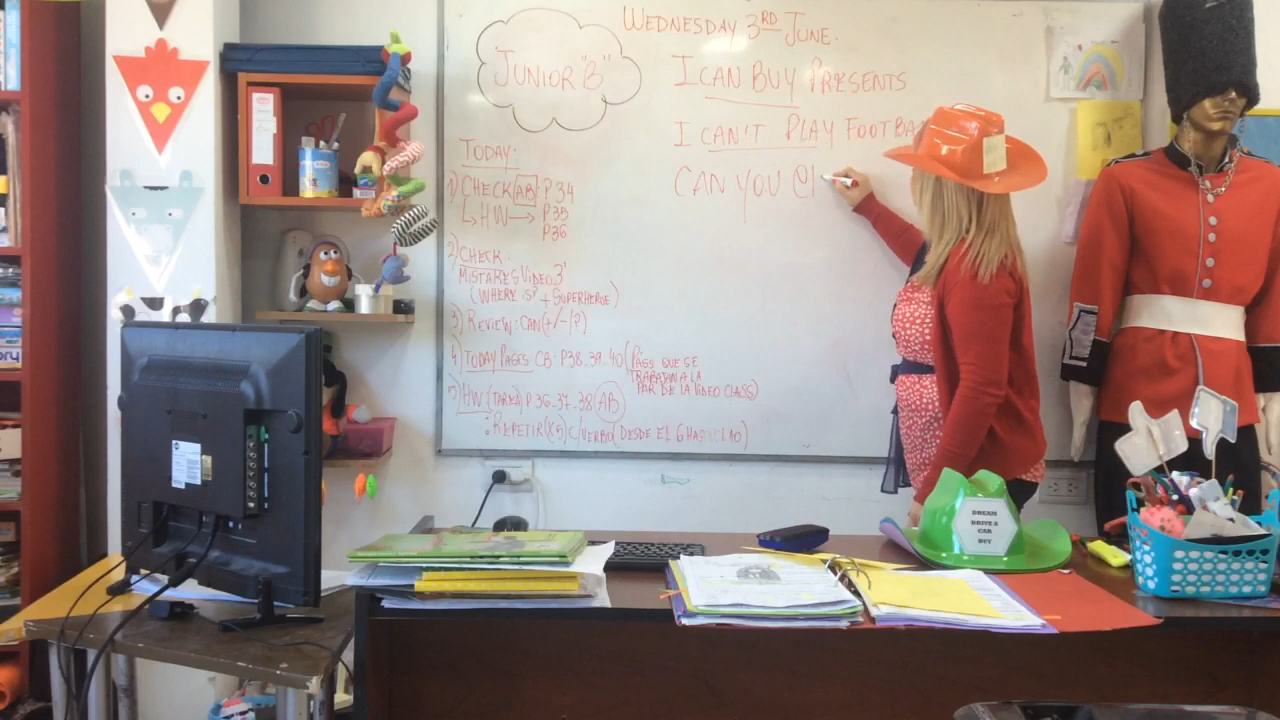 WEDNESDAY 3RD JUNE.
JUNIOR "B"
I CAN BUY PRESENTS
I CAN'T PLAY FOOTBA
CAN YOU
TODAY:
1) CHECK AB: P 34
HW → P35
P36
2) CHECK:
MISTAKES VIDEO 3'
(WHERE IS? + SUPERHEROE)
3) REVIEW: CAN (+/-/?)
4) TODAY PAGES CB: P38..39..40 (PÁGS QUE SE
TRABAJAN A LA
PAR DE LA VIDEO CLASS)
5) HW (TAREA) P.36..37..38 (AB)
: REPETIR (X5) C/VERBO (DESDE EL 6 HASTA EL 10)
DREAM
DRIVE A
CAR
BUY